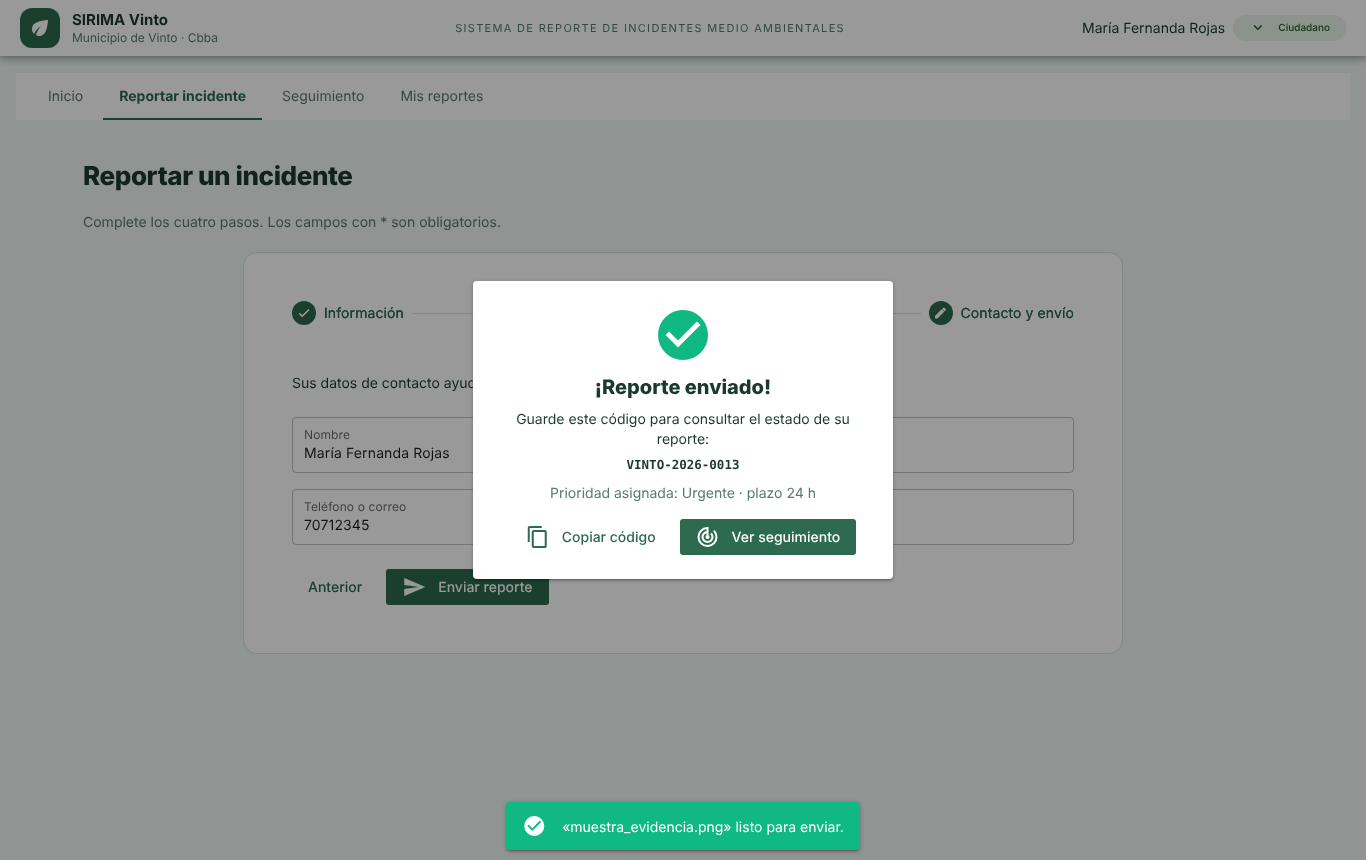 SIRIMA Vinto
Municipio de Vinto · Cbba
SISTEMA DE REPORTE DE INCIDENTES MEDIO AMBIENTALES
María Fernanda Rojas
Ciudadano
Inicio
Reportar incidente
Seguimiento
Mis reportes
Reportar un incidente
Complete los cuatro pasos. Los campos con * son obligatorios.
Información
Contacto y envío
Sus datos de contacto ayud
Nombre
María Fernanda Rojas
Teléfono o correo
70712345
Anterior
Enviar reporte
¡Reporte enviado!
Guarde este código para consultar el estado de su
reporte:
VINTO-2026-0013
Prioridad asignada: Urgente · plazo 24 h
Copiar código
Ver seguimiento
«muestra_evidencia.png» listo para enviar.